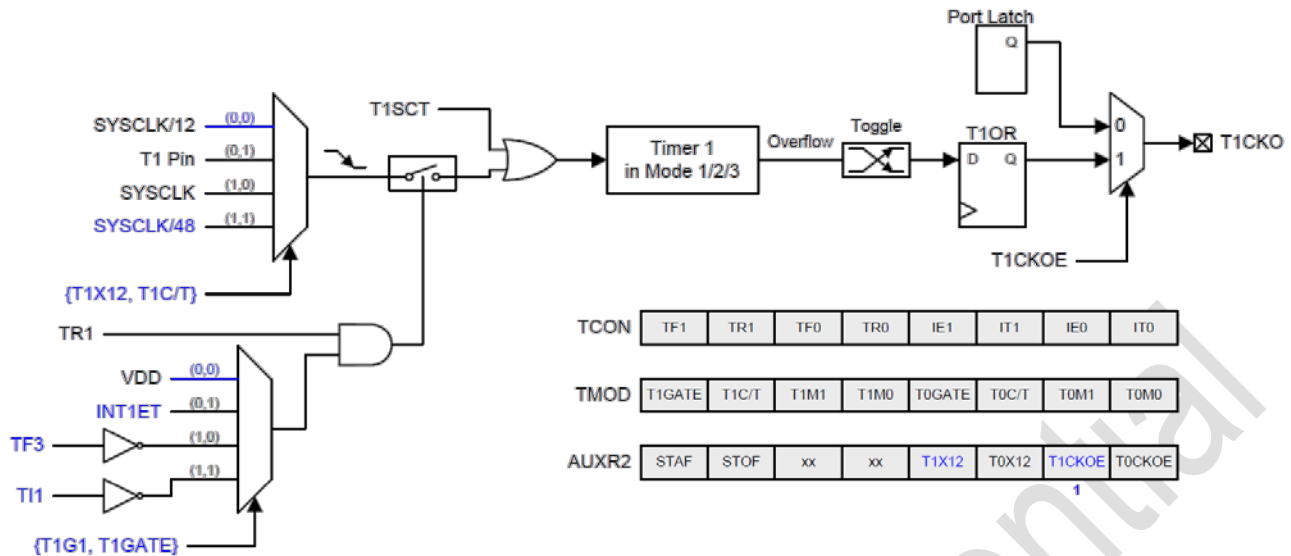 Port Latch
Q
T1SCT
SYSCLK/12 (0,0)
T1 Pin (0,1)
SYSCLK (1,0)
SYSCLK/48 (1,1)
{T1X12, T1C/T}
Timer 1
in Mode 1/2/3
Overflow
Toggle
T1OR
D Q
0
1
T1CKO
T1CKOE
TR1
VDD (0,0)
INT1ET (0,1)
TF3 (1,0)
TI1 (1,1)
{T1G1, T1GATE}
TCON TF1 TR1 TF0 TR0 IE1 IT1 IE0 IT0
TMOD T1GATE T1C/T T1M1 T1M0 T0GATE T0C/T T0M1 T0M0
AUXR2 STAF STOF xx xx T1X12 T0X12 T1CKOE T0CKOE
1